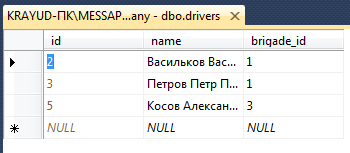 KRAYUD-ПК\MESSAP...any - dbo.drivers
id name brigade_id
2 Васильков Вас... 1
3 Петров Петр П... 1
5 Косов Алексан... 3
NULL NULL NULL